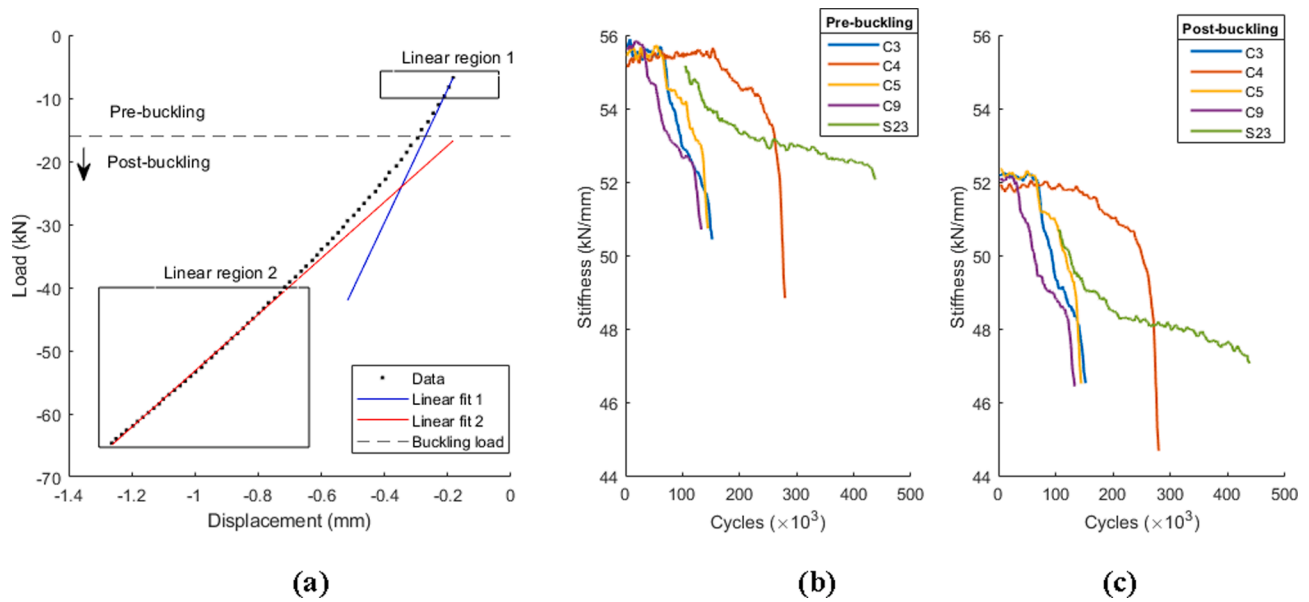 0
-10
-20
-30
-40
-50
-60
-70
Load (kN)
-1.4
-1.2
-1
-0.8
-0.6
-0.4
-0.2
0
Displacement (mm)
Linear region 1
Pre-buckling
Post-buckling
Linear region 2
Data
Linear fit 1
Linear fit 2
Buckling load
(a)
56
54
52
50
48
46
44
Stiffness (kN/mm)
0
100
200
300
400
500
Cycles (×10³)
Pre-buckling
C3
C4
C5
C9
S23
(b)
56
54
52
50
48
46
44
Stiffness (kN/mm)
0
100
200
300
400
500
Cycles (×10³)
Post-buckling
C3
C4
C5
C9
S23
(c)